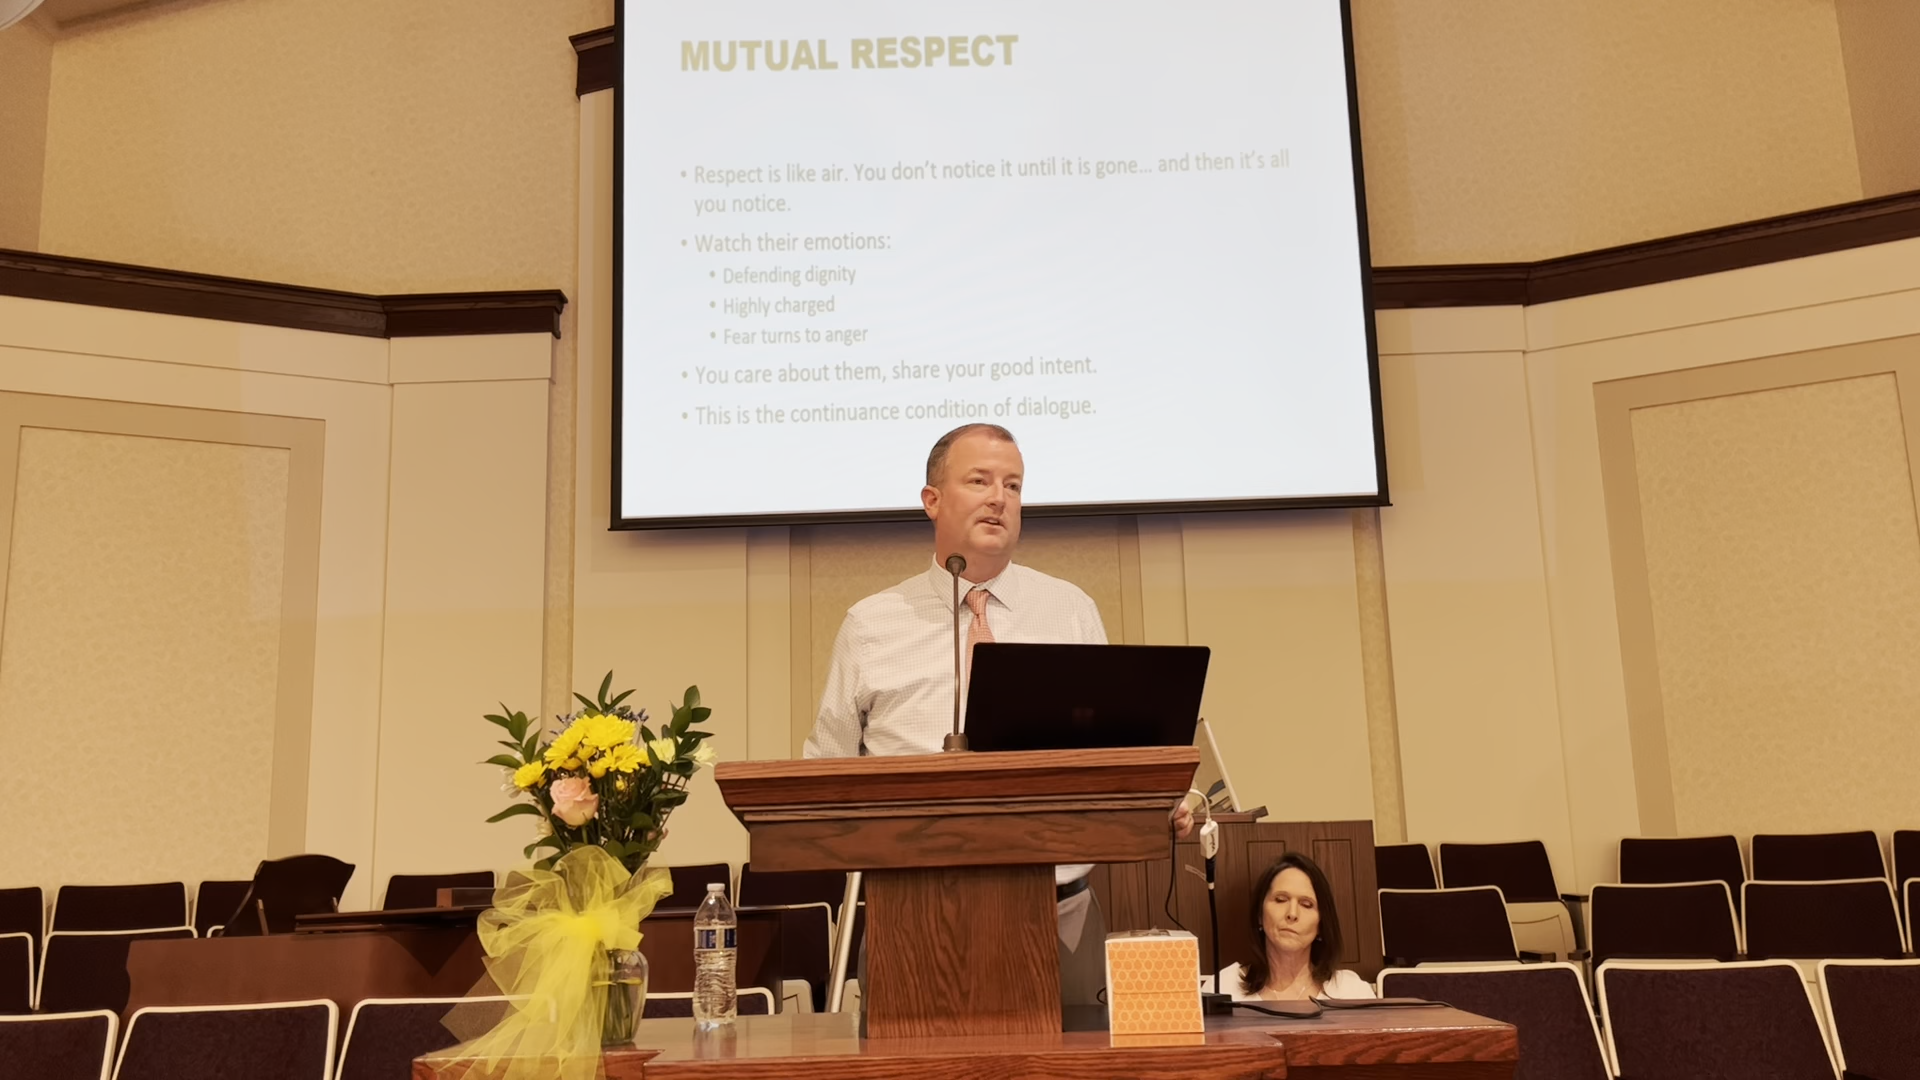 MUTUAL RESPECT
• Respect is like air. You don't notice it until it is gone... and then it's all
you notice.
• Watch their emotions:
• Defending dignity
• Highly charged
• Fear turns to anger
• You care about them, share your good intent.
• This is the continuance condition of dialogue.